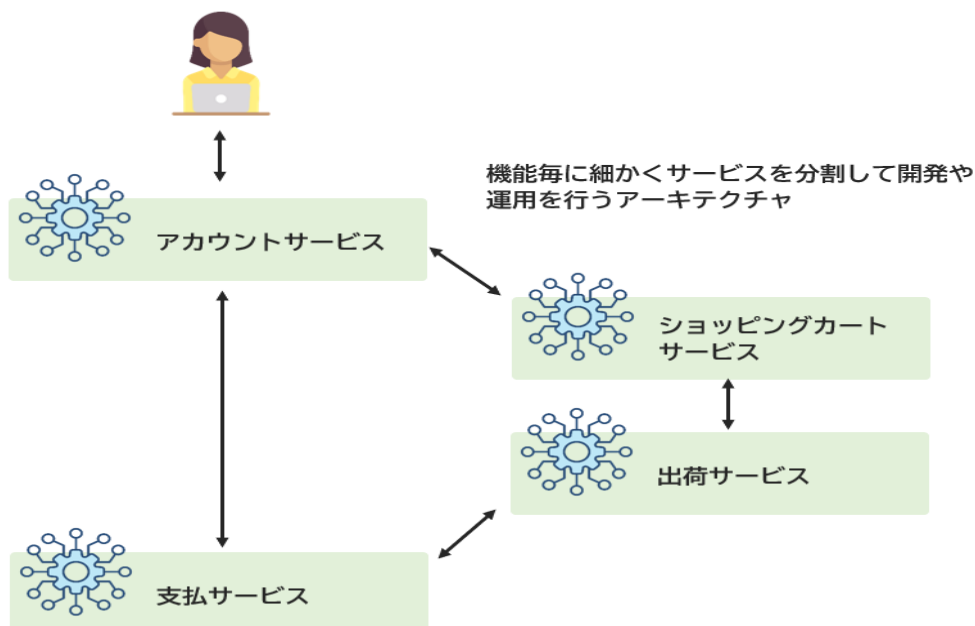 機能毎に細かくサービスを分割して開発や
運用を行うアーキテクチャ
アカウントサービス
ショッピングカート
サービス
出荷サービス
支払サービス